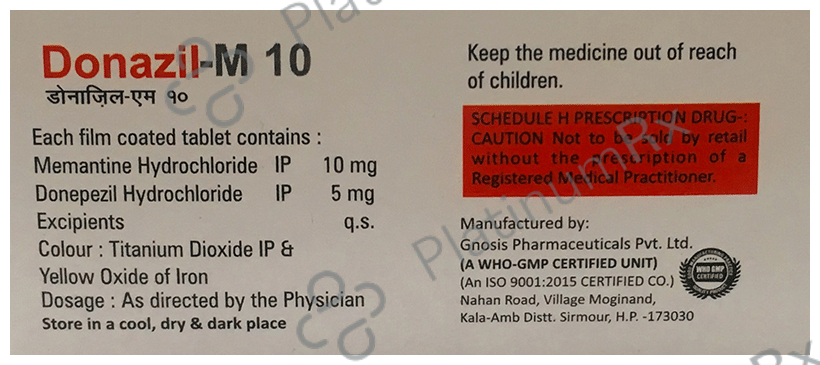 Donazil-M 10
डोनाज़िल-एम १०
Each film coated tablet contains :
Memantine Hydrochloride IP 10 mg
Donepezil Hydrochloride IP 5 mg
Excipients q.s.
Colour : Titanium Dioxide IP &
Yellow Oxide of Iron
Dosage : As directed by the Physician
Store in a cool, dry & dark place
Keep the medicine out of reach
of children.
SCHEDULE H PRESCRIPTION DRUG-:
CAUTION Not to be sold by retail
without the prescription of a
Registered Medical Practitioner.
Manufactured by:
Gnosis Pharmaceuticals Pvt. Ltd.
(A WHO-GMP CERTIFIED UNIT)
(An ISO 9001:2015 CERTIFIED CO.)
Nahan Road, Village Moginand,
Kala-Amb Distt. Sirmour, H.P. -173030
WHO GMP
CERTIFIED
PlatinumRx